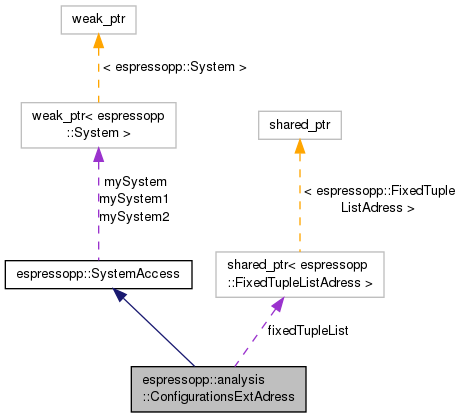 weak_ptr
< espressopp::System >
weak_ptr< espressopp
::System >
shared_ptr
mySystem
mySystem1
mySystem2
< espressopp::FixedTuple
ListAdress >
espressopp::SystemAccess
shared_ptr< espressopp
::FixedTupleListAdress >
fixedTupleList
espressopp::analysis
::ConfigurationsExtAdress